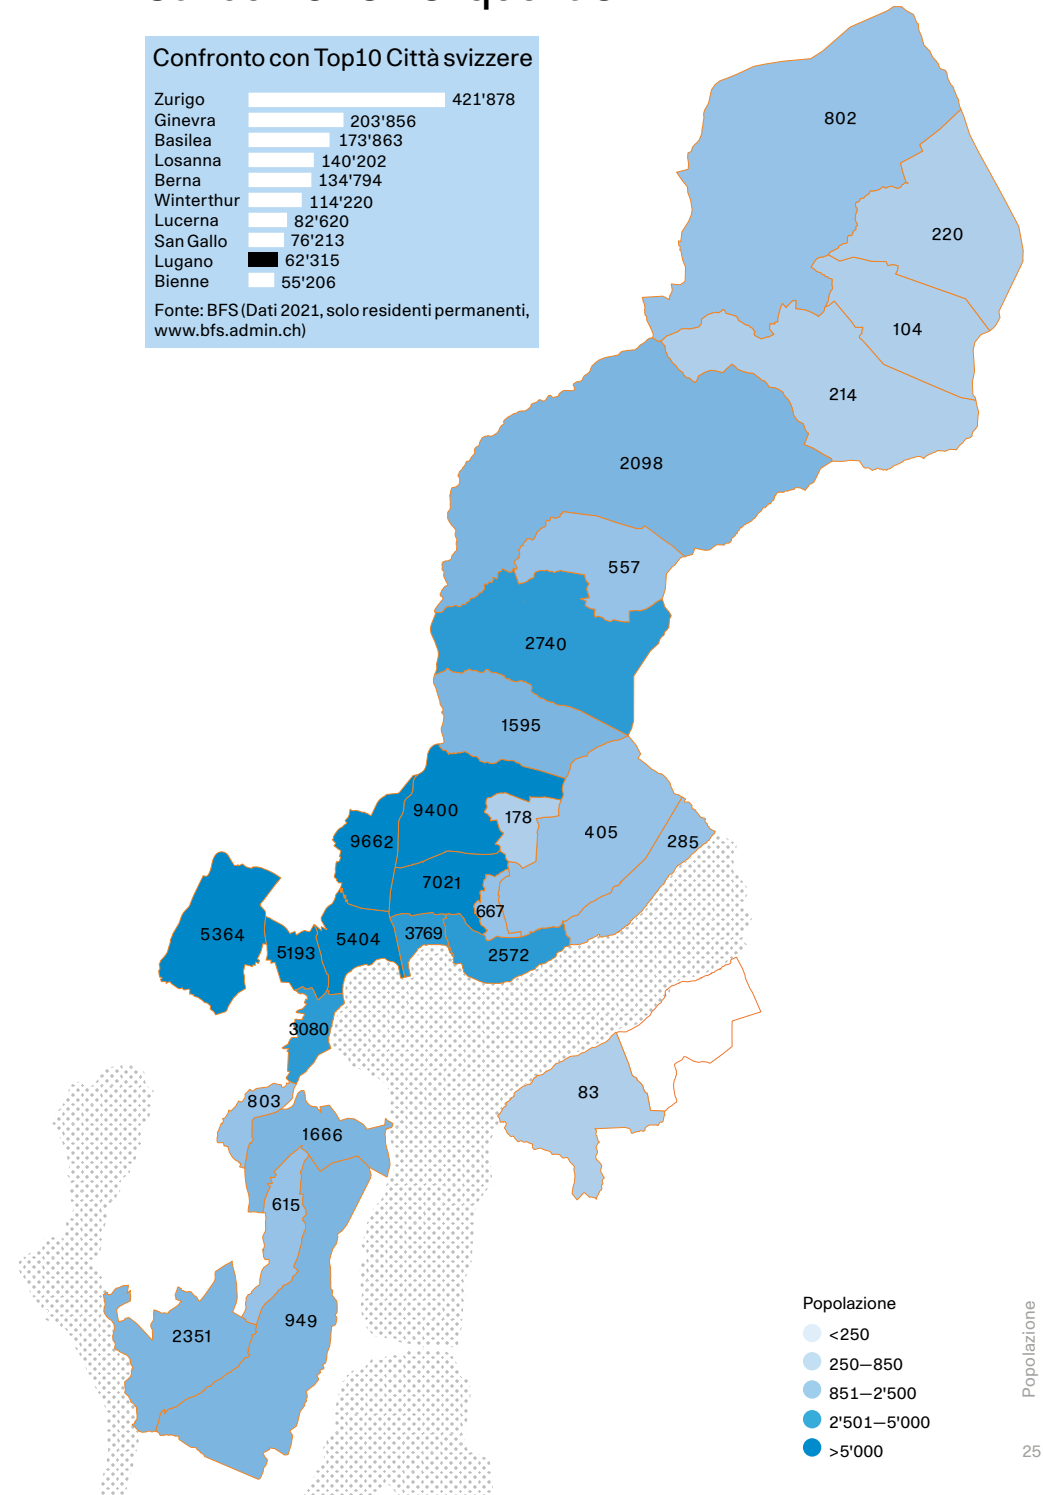 Confronto con Top10 Città svizzere
Zurigo 421'878
Ginevra 203'856
Basilea 173'863
Losanna 140'202
Berna 134'794
Winterthur 114'220
Lucerna 82'620
San Gallo 76'213
Lugano 62'315
Bienne 55'206
Fonte: BFS (Dati 2021, solo residenti permanenti,
www.bfs.admin.ch)
802
220
104
214
2098
557
2740
1595
9400
178
405
285
9662
7021
667
5364
5193
5404
3769
2572
3080
83
803
1666
615
949
2351
Popolazione
<250
250—850
851—2'500
2'501—5'000
>5'000
Popolazione
25